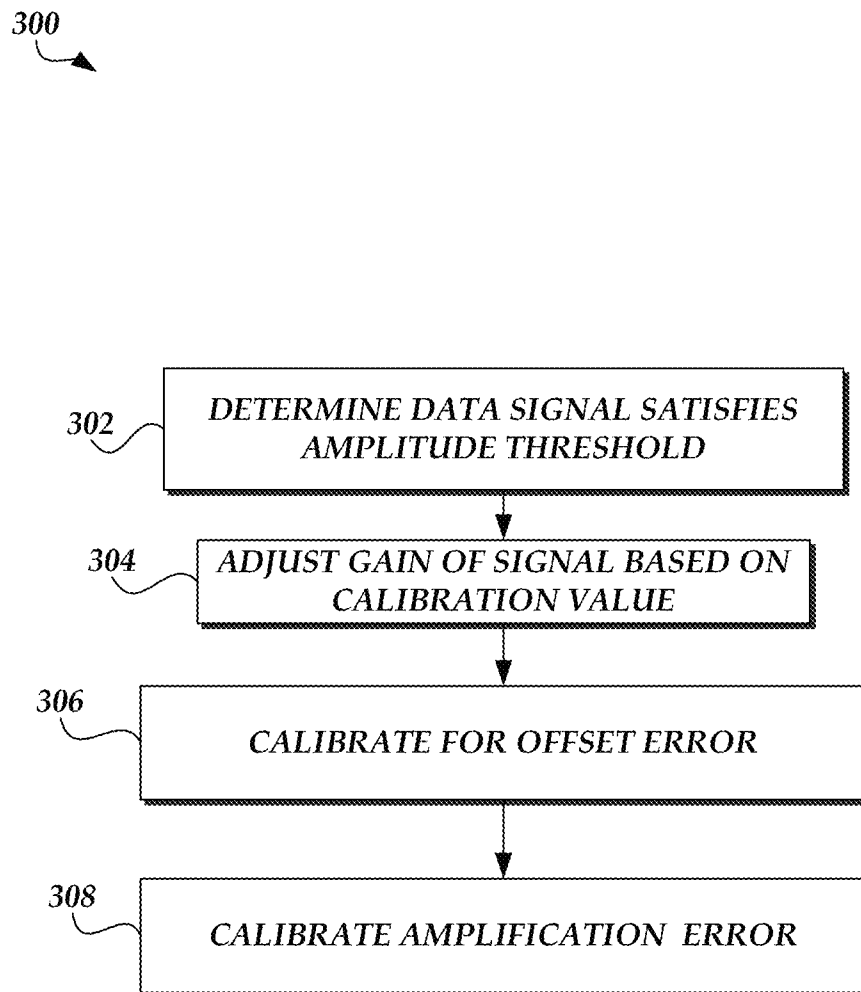 300
302
DETERMINE DATA SIGNAL SATISFIES
AMPLITUDE THRESHOLD
304
ADJUST GAIN OF SIGNAL BASED ON
CALIBRATION VALUE
306
CALIBRATE FOR OFFSET ERROR
308
CALIBRATE AMPLIFICATION ERROR